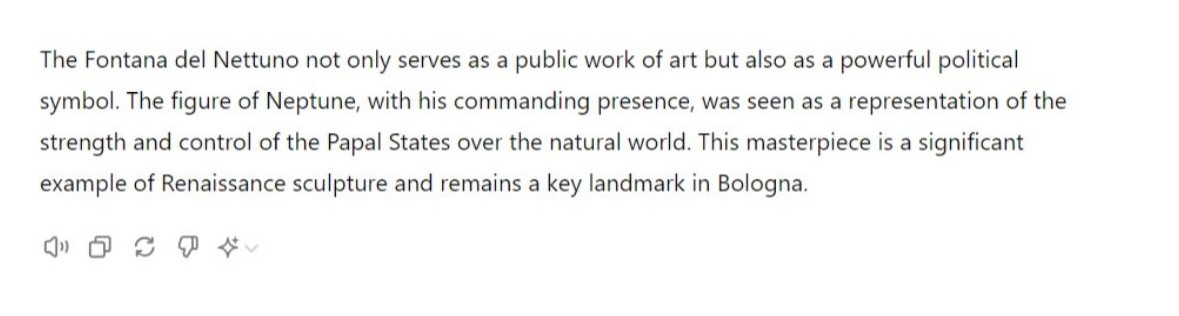 The Fontana del Nettuno not only serves as a public work of art but also as a powerful political
symbol. The figure of Neptune, with his commanding presence, was seen as a representation of the
strength and control of the Papal States over the natural world. This masterpiece is a significant
example of Renaissance sculpture and remains a key landmark in Bologna.